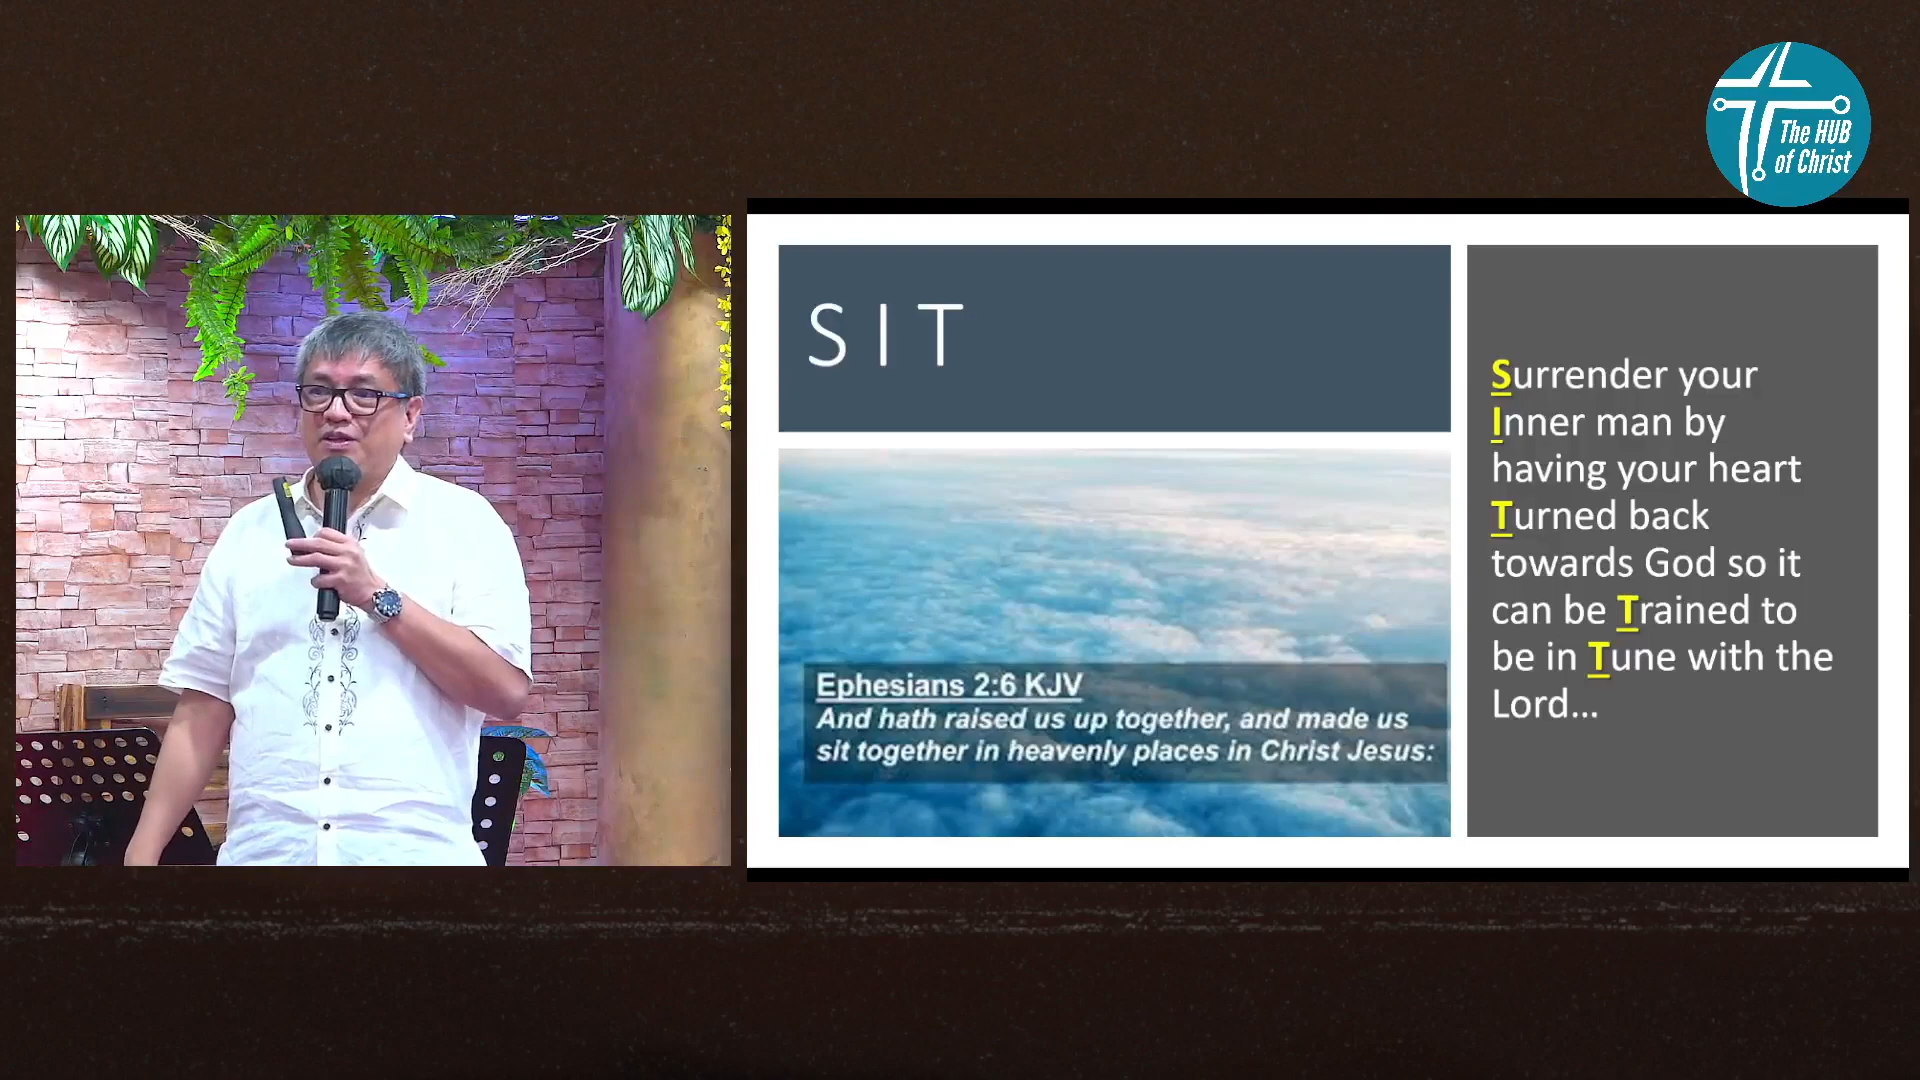 The HUB
of Christ
S I T
Surrender your
Inner man by
having your heart
Turned back
towards God so it
can be Trained to
be in Tune with the
Lord...
Ephesians 2:6 KJV
And hath raised us up together, and made us
sit together in heavenly places in Christ Jesus: